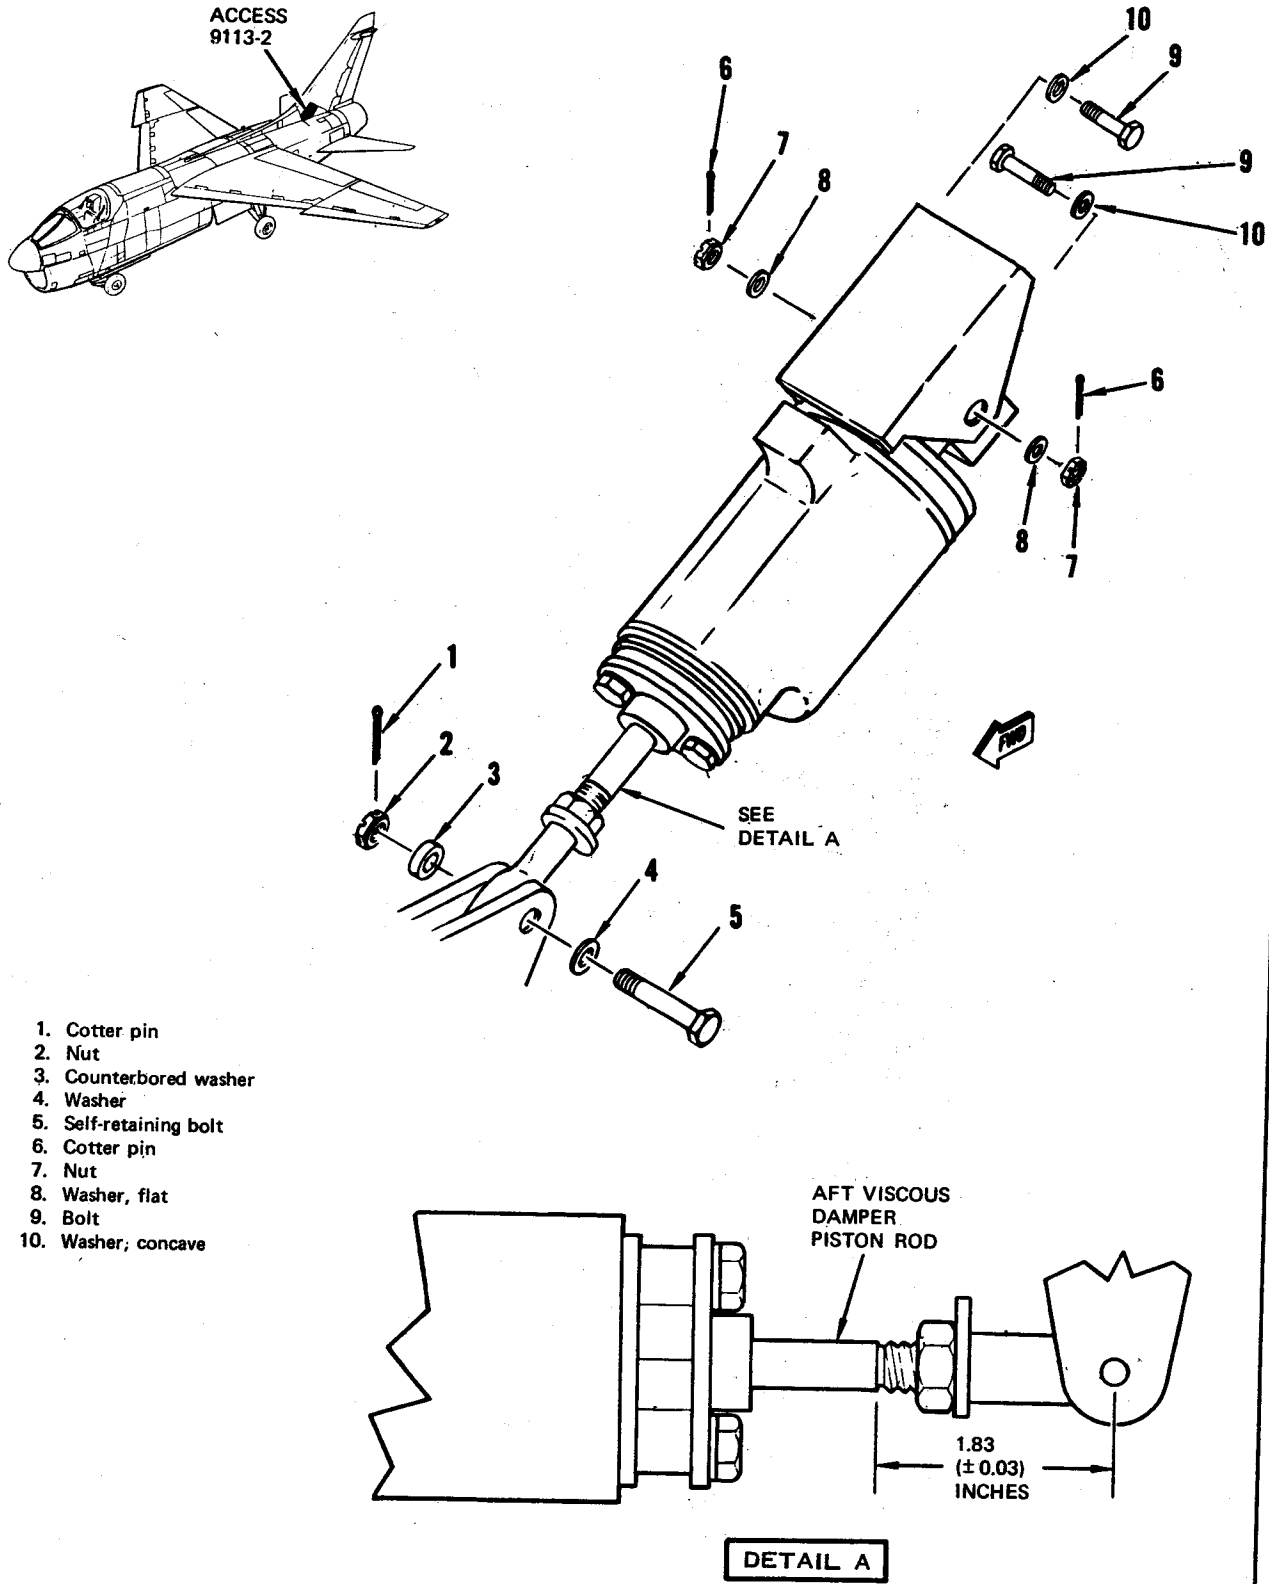 ACCESS
9113-2
10
9
6
7
8
9
10
6
8
7
1
2
3
FWD
SEE
DETAIL A
4
5
1. Cotter pin
2. Nut
3. Counterbored washer
4. Washer
5. Self-retaining bolt
6. Cotter pin
7. Nut
8. Washer, flat
9. Bolt
10. Washer; concave
AFT VISCOUS
DAMPER
PISTON ROD
1.83
(± 0.03)
INCHES
DETAIL A